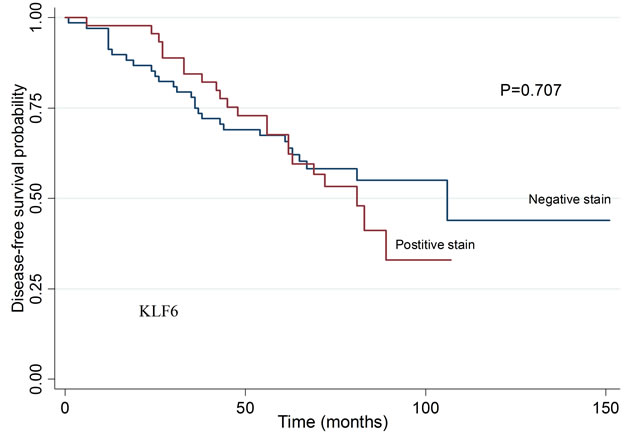 Disease-free survival probability
1.00
0.75
0.50
0.25
0.00
P=0.707
Negative stain
Postitive stain
KLF6
0 50 100 150
Time (months)